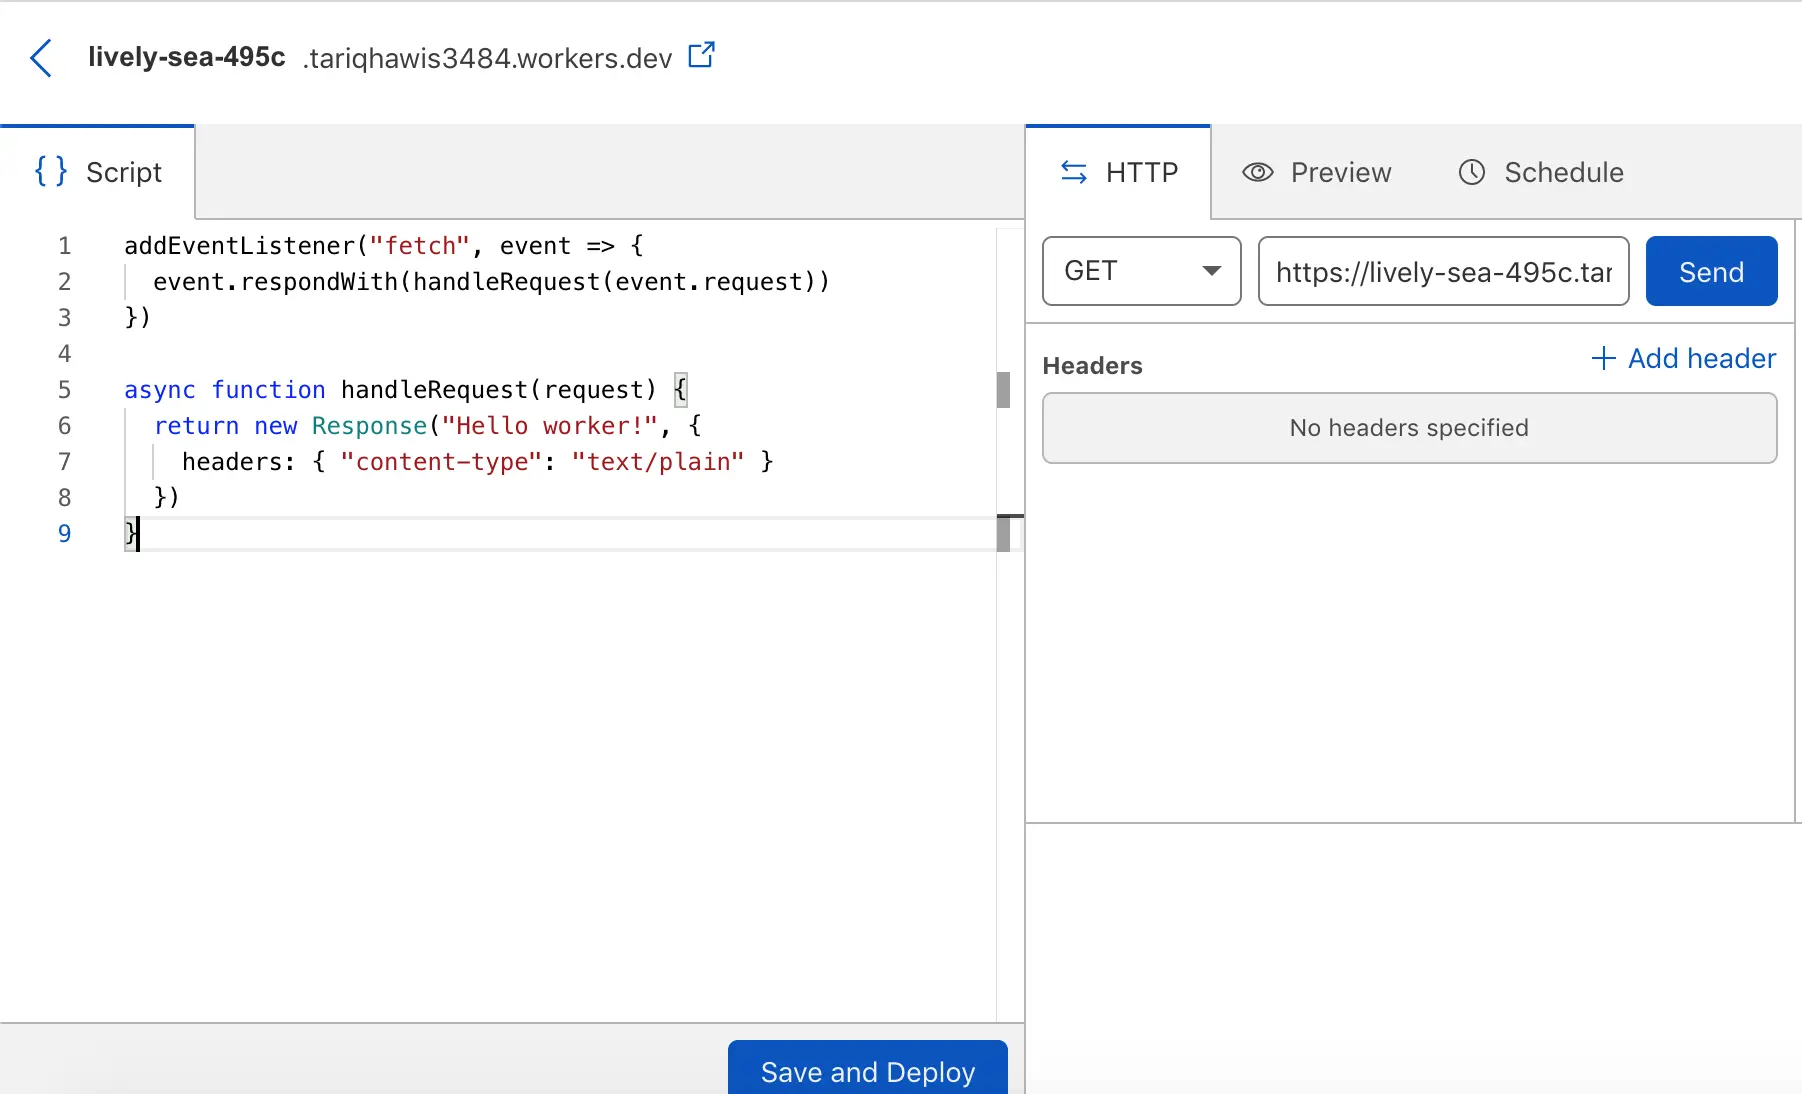 lively-sea-495c .tariqhawis3484.workers.dev
{ } Script
1 addEventListener("fetch", event => {
2 event.respondWith(handleRequest(event.request))
3 })
4
5 async function handleRequest(request) {
6 return new Response("Hello worker!", {
7 headers: { "content-type": "text/plain" }
8 })
9 }
Save and Deploy
HTTP Preview Schedule
GET https://lively-sea-495c.tar Send
Headers + Add header
No headers specified